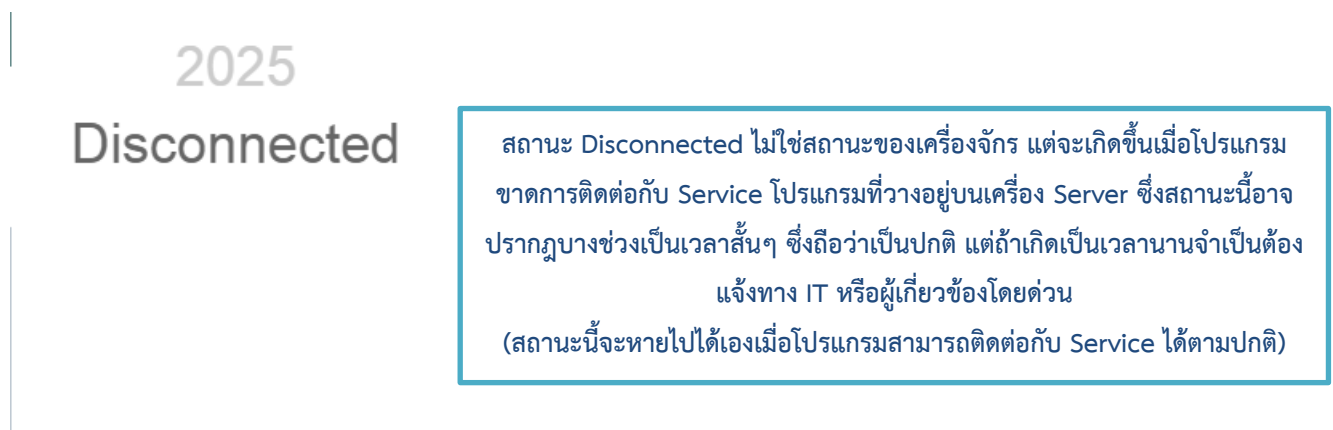 2025
Disconnected
สถานะ Disconnected ไม่ใช่สถานะของเครื่องจักร แต่จะเกิดขึ้นเมื่อโปรแกรม
ขาดการติดต่อกับ Service โปรแกรมที่วางอยู่บนเครื่อง Server ซึ่งสถานะนี้อาจ
ปรากฏบางช่วงเป็นเวลาสั้นๆ ซึ่งถือว่าเป็นปกติ แต่ถ้าเกิดเป็นเวลานานจำเป็นต้อง
แจ้งทาง IT หรือผู้เกี่ยวข้องโดยด่วน
(สถานะนี้จะหายไปได้เองเมื่อโปรแกรมสามารถติดต่อกับ Service ได้ตามปกติ)